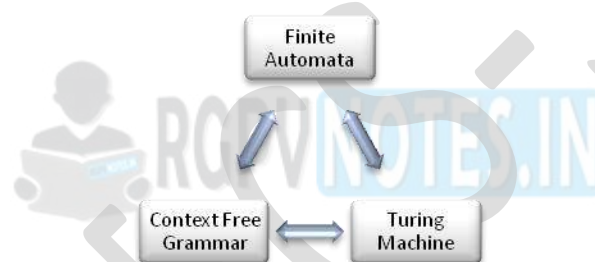 Finite
Automata
RGPVNOTES.IN
Context Free
Grammar
Turing
Machine